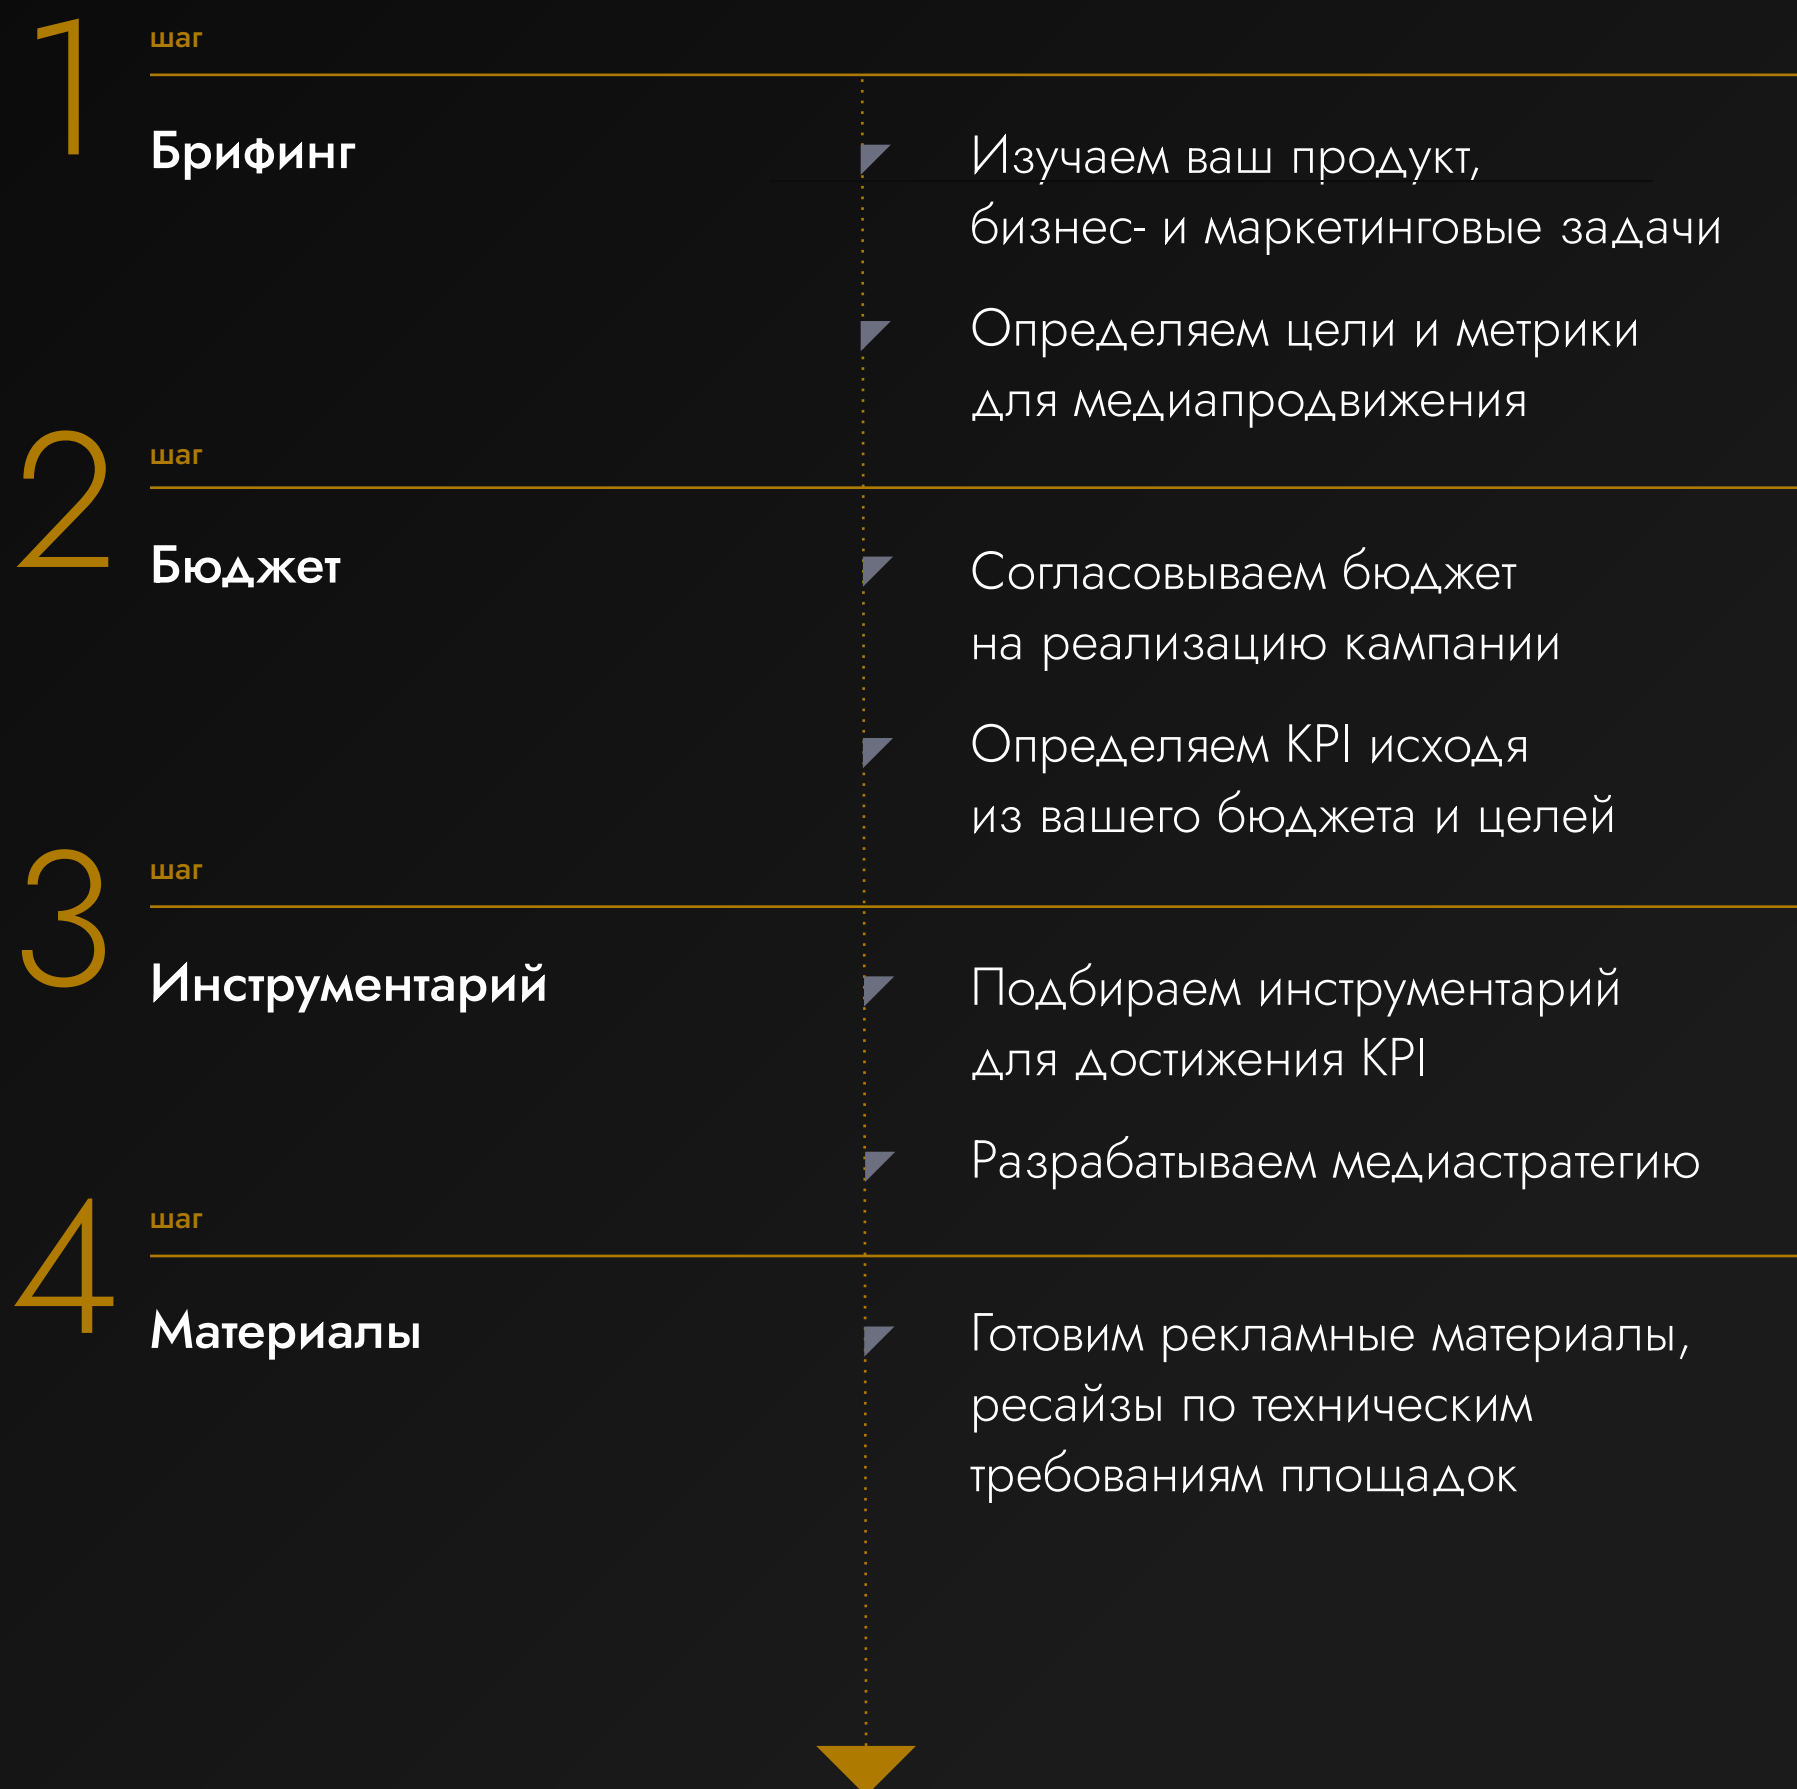 1 шаг
Брифинг
Изучаем ваш продукт,
бизнес- и маркетинговые задачи
Определяем цели и метрики
для медиапродвижения
2 шаг
Бюджет
Согласовываем бюджет
на реализацию кампании
Определяем KPI исходя
из вашего бюджета и целей
3 шаг
Инструментарий
Подбираем инструментарий
для достижения KPI
Разрабатываем медиастратегию
4 шаг
Материалы
Готовим рекламные материалы,
ресайзы по техническим
требованиям площадок